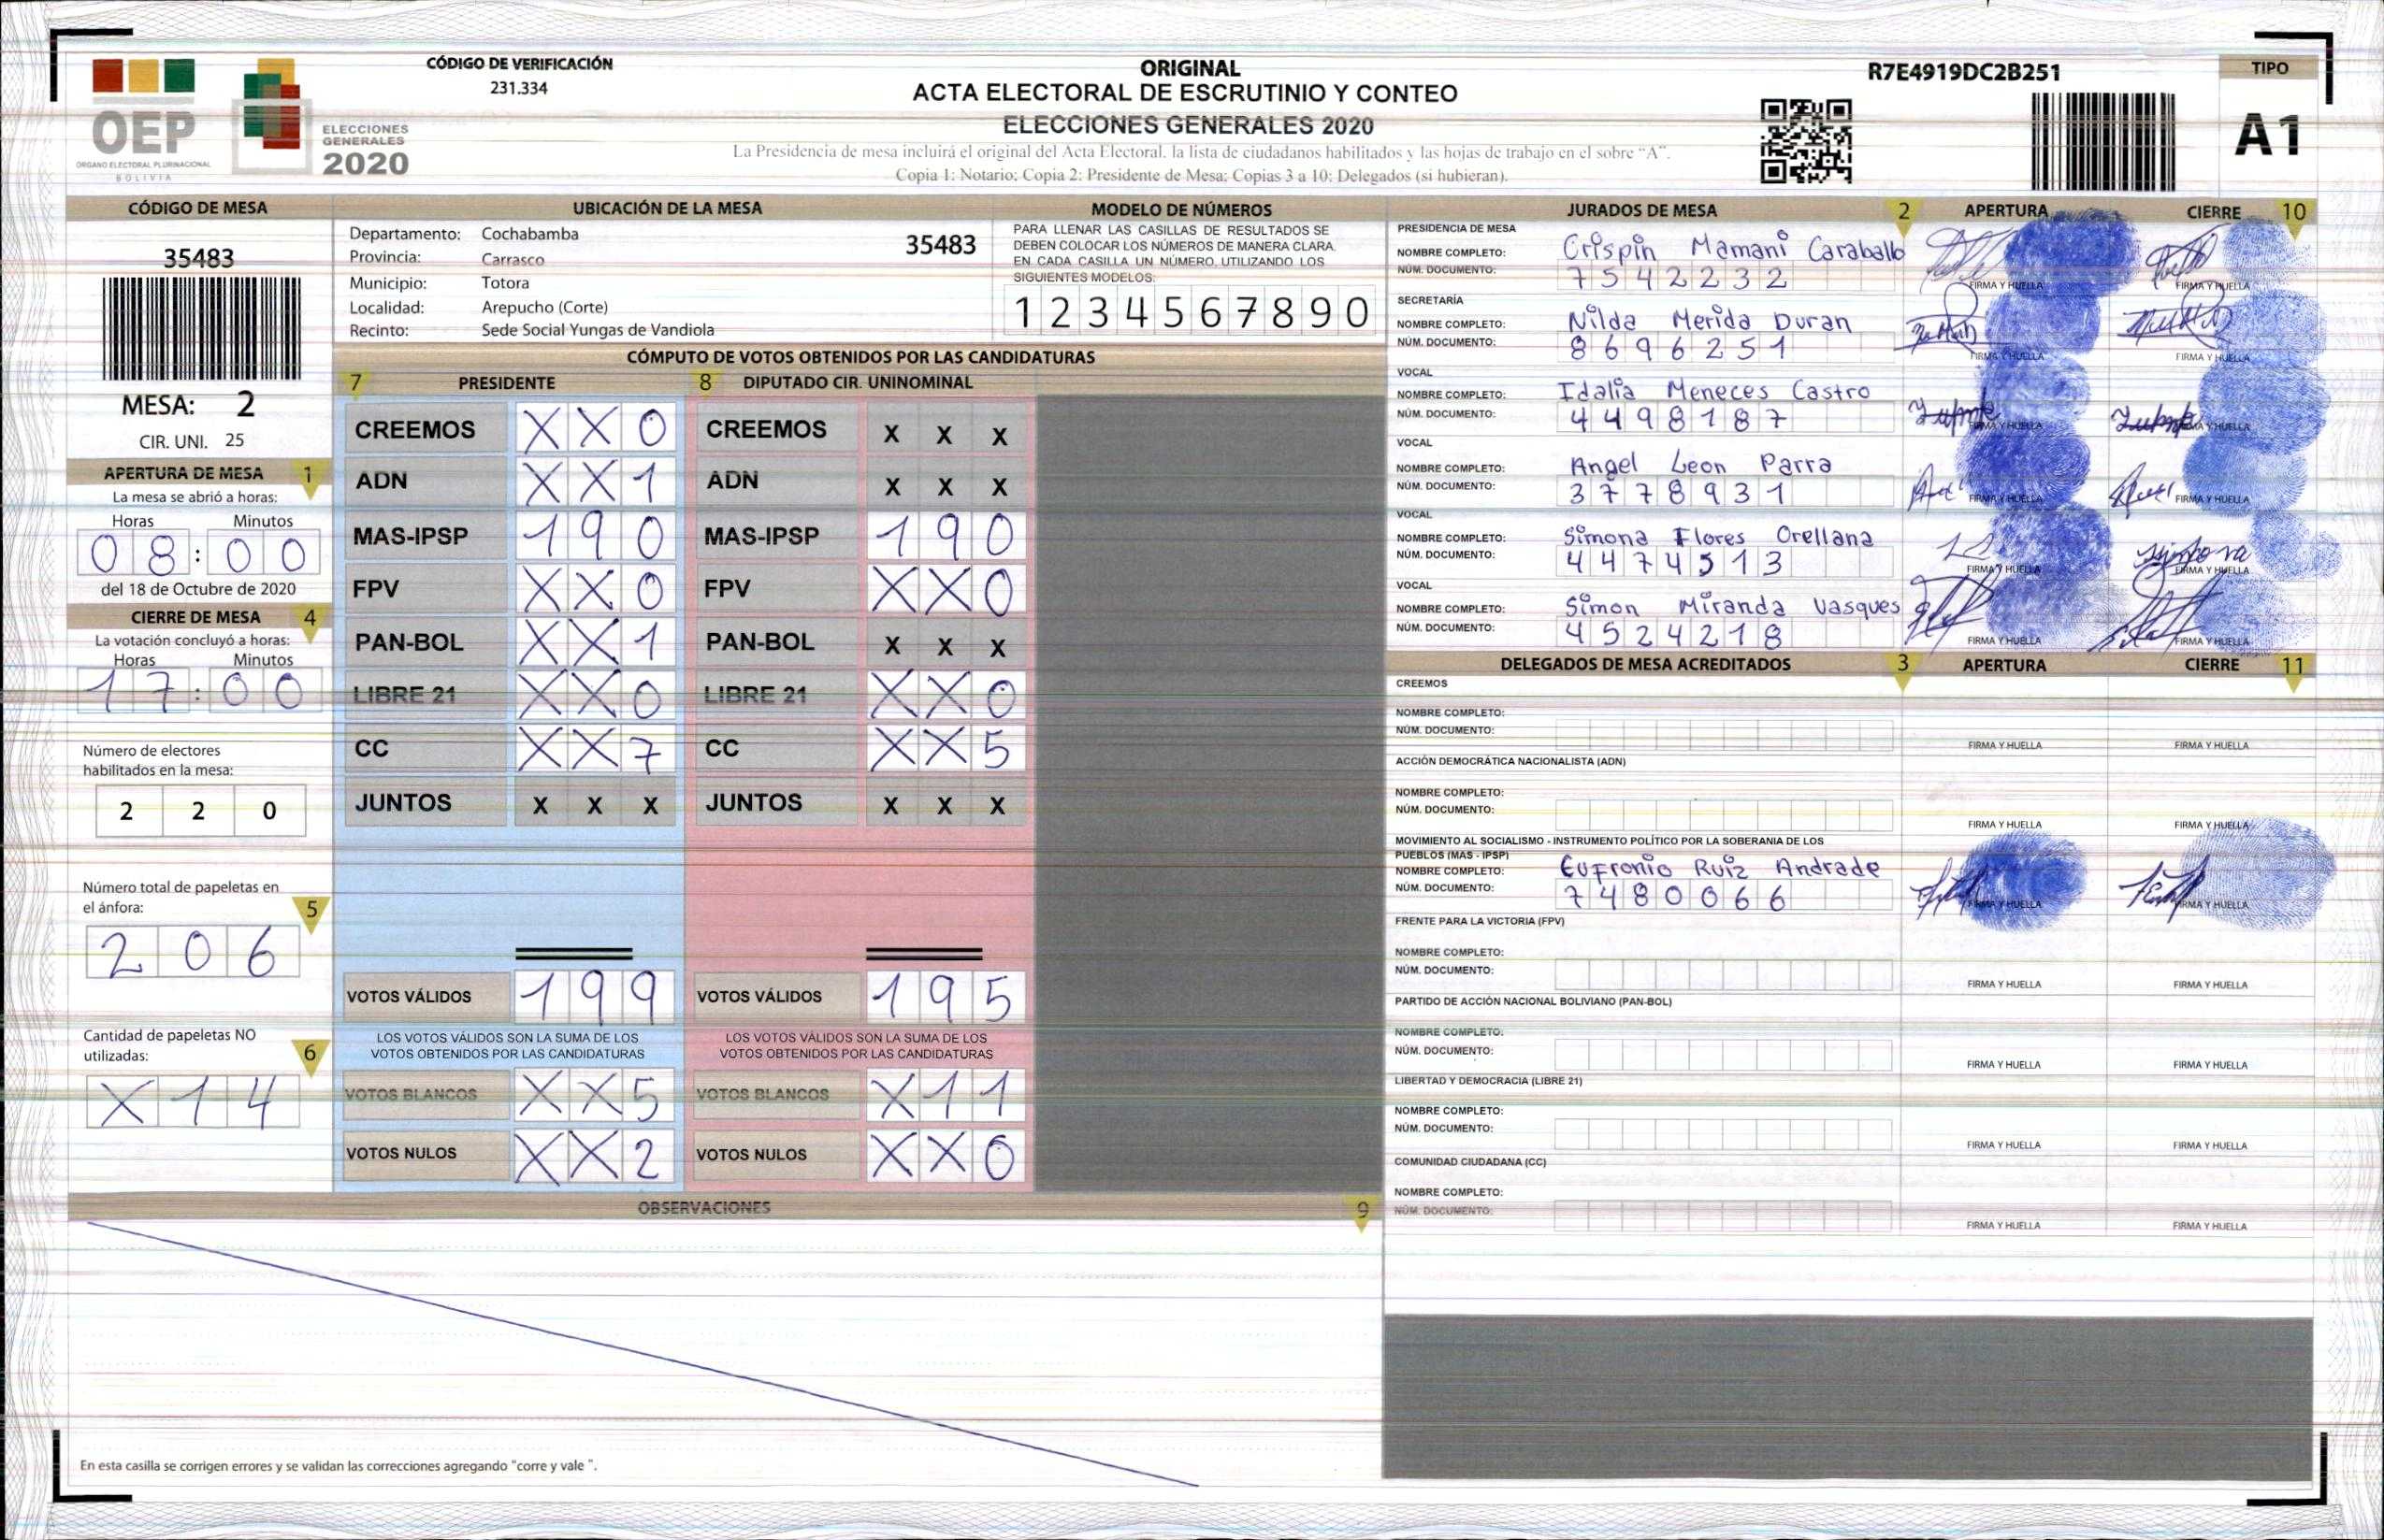 CÓDIGO DE VERIFICACIÓN
231.334
ORIGINAL
ACTA ELECTORAL DE ESCRUTINIO Y CONTEO
ELECCIONES GENERALES 2020
La Presidencia de mesa incluirá el original del Acta Electoral, la lista de ciudadanos habilitados y las hojas de trabajo en el sobre "A".
Copia 1: Notario; Copia 2: Presidente de Mesa; Copias 3 a 10: Delegados (si hubieran).
R7E4919DC2B251
TIPO
A1
OEP
ORGANO ELECTORAL PLURINACIONAL
BOLIVIA
ELECCIONES
GENERALES
2020
CÓDIGO DE MESA
35483
MESA: 2
CIR. UNI. 25
APERTURA DE MESA 1
La mesa se abrió a horas:
Horas Minutos
08:00
del 18 de Octubre de 2020
CIERRE DE MESA 4
La votación concluyó a horas:
Horas Minutos
17:00
Número de electores
habilitados en la mesa:
2 2 0
Número total de papeletas en
el ánfora: 5
2 0 6
Cantidad de papeletas NO
utilizadas: 6
X 1 4
UBICACIÓN DE LA MESA
Departamento: Cochabamba
Provincia: Carrasco
Municipio: Totora
Localidad: Arepucho (Corte)
Recinto: Sede Social Yungas de Vandiola
35483
MODELO DE NÚMEROS
PARA LLENAR LAS CASILLAS DE RESULTADOS SE
DEBEN COLOCAR LOS NÚMEROS DE MANERA CLARA.
EN CADA CASILLA UN NÚMERO, UTILIZANDO LOS
SIGUIENTES MODELOS:
1 2 3 4 5 6 7 8 9 0
CÓMPUTO DE VOTOS OBTENIDOS POR LAS CANDIDATURAS
7 PRESIDENTE 8 DIPUTADO CIR. UNINOMINAL
CREEMOS X X 0 CREEMOS X X X
ADN X X 1 ADN X X X
MAS-IPSP 1 9 0 MAS-IPSP 1 9 0
FPV X X 0 FPV X X 0
PAN-BOL X X 1 PAN-BOL X X X
LIBRE 21 X X 0 LIBRE 21 X X 0
CC X X 7 CC X X 5
JUNTOS X X X JUNTOS X X X
VOTOS VÁLIDOS 1 9 9 VOTOS VÁLIDOS 1 9 5
LOS VOTOS VÁLIDOS SON LA SUMA DE LOS LOS VOTOS VÁLIDOS SON LA SUMA DE LOS
VOTOS OBTENIDOS POR LAS CANDIDATURAS VOTOS OBTENIDOS POR LAS CANDIDATURAS
VOTOS BLANCOS X X 5 VOTOS BLANCOS X 1 1
VOTOS NULOS X X 2 VOTOS NULOS X X 0
OBSERVACIONES 9
En esta casilla se corrigen errores y se validan las correcciones agregando "corre y vale ".
JURADOS DE MESA 2 APERTURA CIERRE 10
PRESIDENCIA DE MESA
NOMBRE COMPLETO: Crispin Mamani Caraballo
NÚM. DOCUMENTO: 7542232
FIRMA Y HUELLA FIRMA Y HUELLA
SECRETARÍA
NOMBRE COMPLETO: Nilda Merida Duran
NÚM. DOCUMENTO: 8696251
FIRMA Y HUELLA FIRMA Y HUELLA
VOCAL
NOMBRE COMPLETO: Idalia Meneces Castro
NÚM. DOCUMENTO: 4498187
FIRMA Y HUELLA FIRMA Y HUELLA
VOCAL
NOMBRE COMPLETO: Angel Leon Parra
NÚM. DOCUMENTO: 3778931
FIRMA Y HUELLA FIRMA Y HUELLA
VOCAL
NOMBRE COMPLETO: Simona Flores Orellana
NÚM. DOCUMENTO: 4474513
FIRMA Y HUELLA FIRMA Y HUELLA
VOCAL
NOMBRE COMPLETO: Simon Miranda Vasques
NÚM. DOCUMENTO: 4524218
FIRMA Y HUELLA FIRMA Y HUELLA
DELEGADOS DE MESA ACREDITADOS 3 APERTURA CIERRE 11
CREEMOS
NOMBRE COMPLETO:
NÚM. DOCUMENTO:
FIRMA Y HUELLA FIRMA Y HUELLA
ACCIÓN DEMOCRÁTICA NACIONALISTA (ADN)
NOMBRE COMPLETO:
NÚM. DOCUMENTO:
FIRMA Y HUELLA FIRMA Y HUELLA
MOVIMIENTO AL SOCIALISMO - INSTRUMENTO POLÍTICO POR LA SOBERANIA DE LOS
PUEBLOS (MAS - IPSP)
NOMBRE COMPLETO: Eufronio Ruiz Andrade
NÚM. DOCUMENTO: 7480066
FIRMA Y HUELLA FIRMA Y HUELLA
FRENTE PARA LA VICTORIA (FPV)
NOMBRE COMPLETO:
NÚM. DOCUMENTO:
FIRMA Y HUELLA FIRMA Y HUELLA
PARTIDO DE ACCIÓN NACIONAL BOLIVIANO (PAN-BOL)
NOMBRE COMPLETO:
NÚM. DOCUMENTO:
FIRMA Y HUELLA FIRMA Y HUELLA
LIBERTAD Y DEMOCRACIA (LIBRE 21)
NOMBRE COMPLETO:
NÚM. DOCUMENTO:
FIRMA Y HUELLA FIRMA Y HUELLA
COMUNIDAD CIUDADANA (CC)
NOMBRE COMPLETO:
NÚM. DOCUMENTO:
FIRMA Y HUELLA FIRMA Y HUELLA